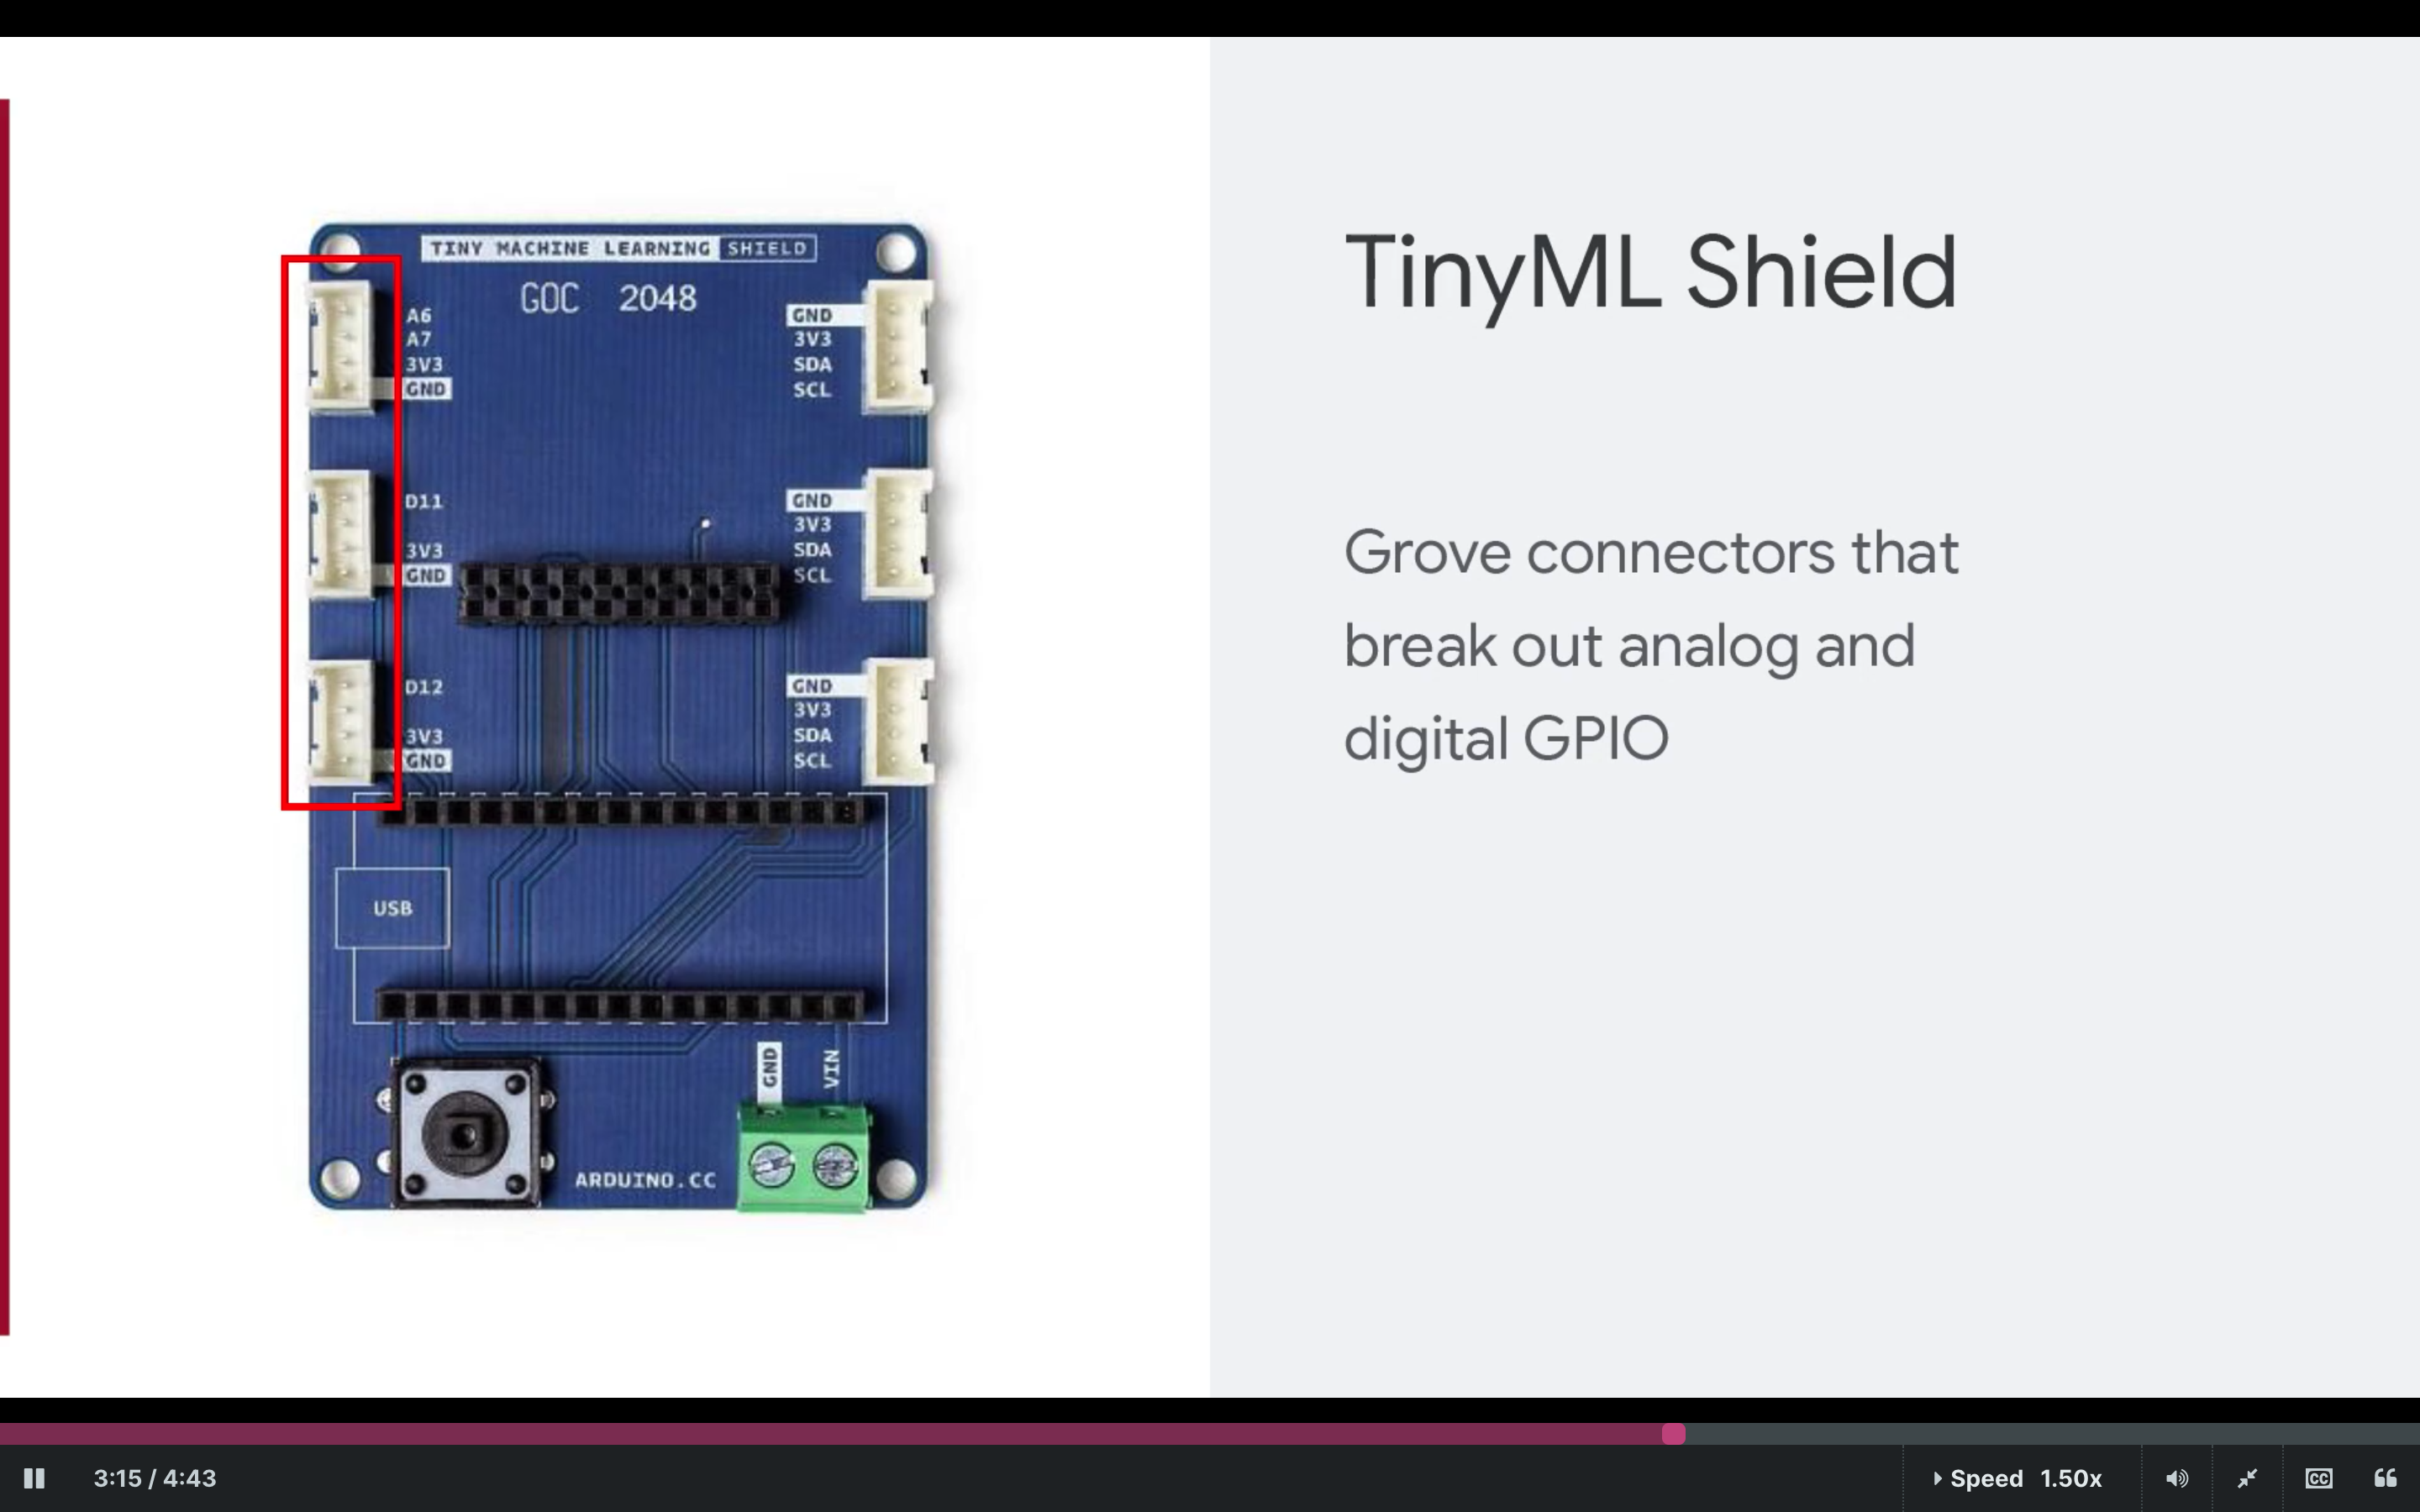 TINY MACHINE LEARNING SHIELD
GOC 2048
A6
A7
3V3
GND
GND
3V3
SDA
SCL
D11
3V3
GND
GND
3V3
SDA
SCL
D12
3V3
GND
GND
3V3
SDA
SCL
USB
GND
VIN
ARDUINO.CC
TinyML Shield
Grove connectors that
break out analog and
digital GPIO
3:15 / 4:43
Speed 1.50x
CC